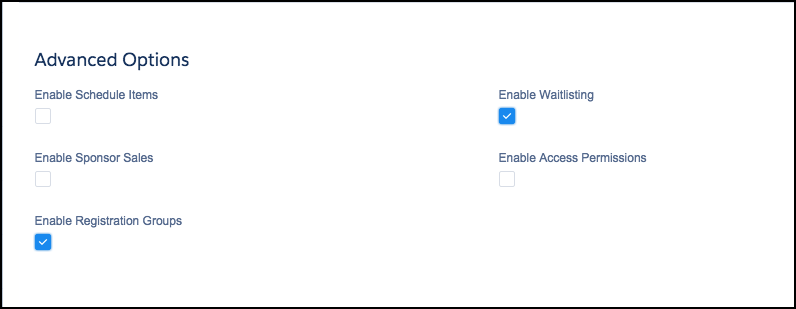 Advanced Options
Enable Schedule Items
Enable Waitlisting
Enable Sponsor Sales
Enable Access Permissions
Enable Registration Groups